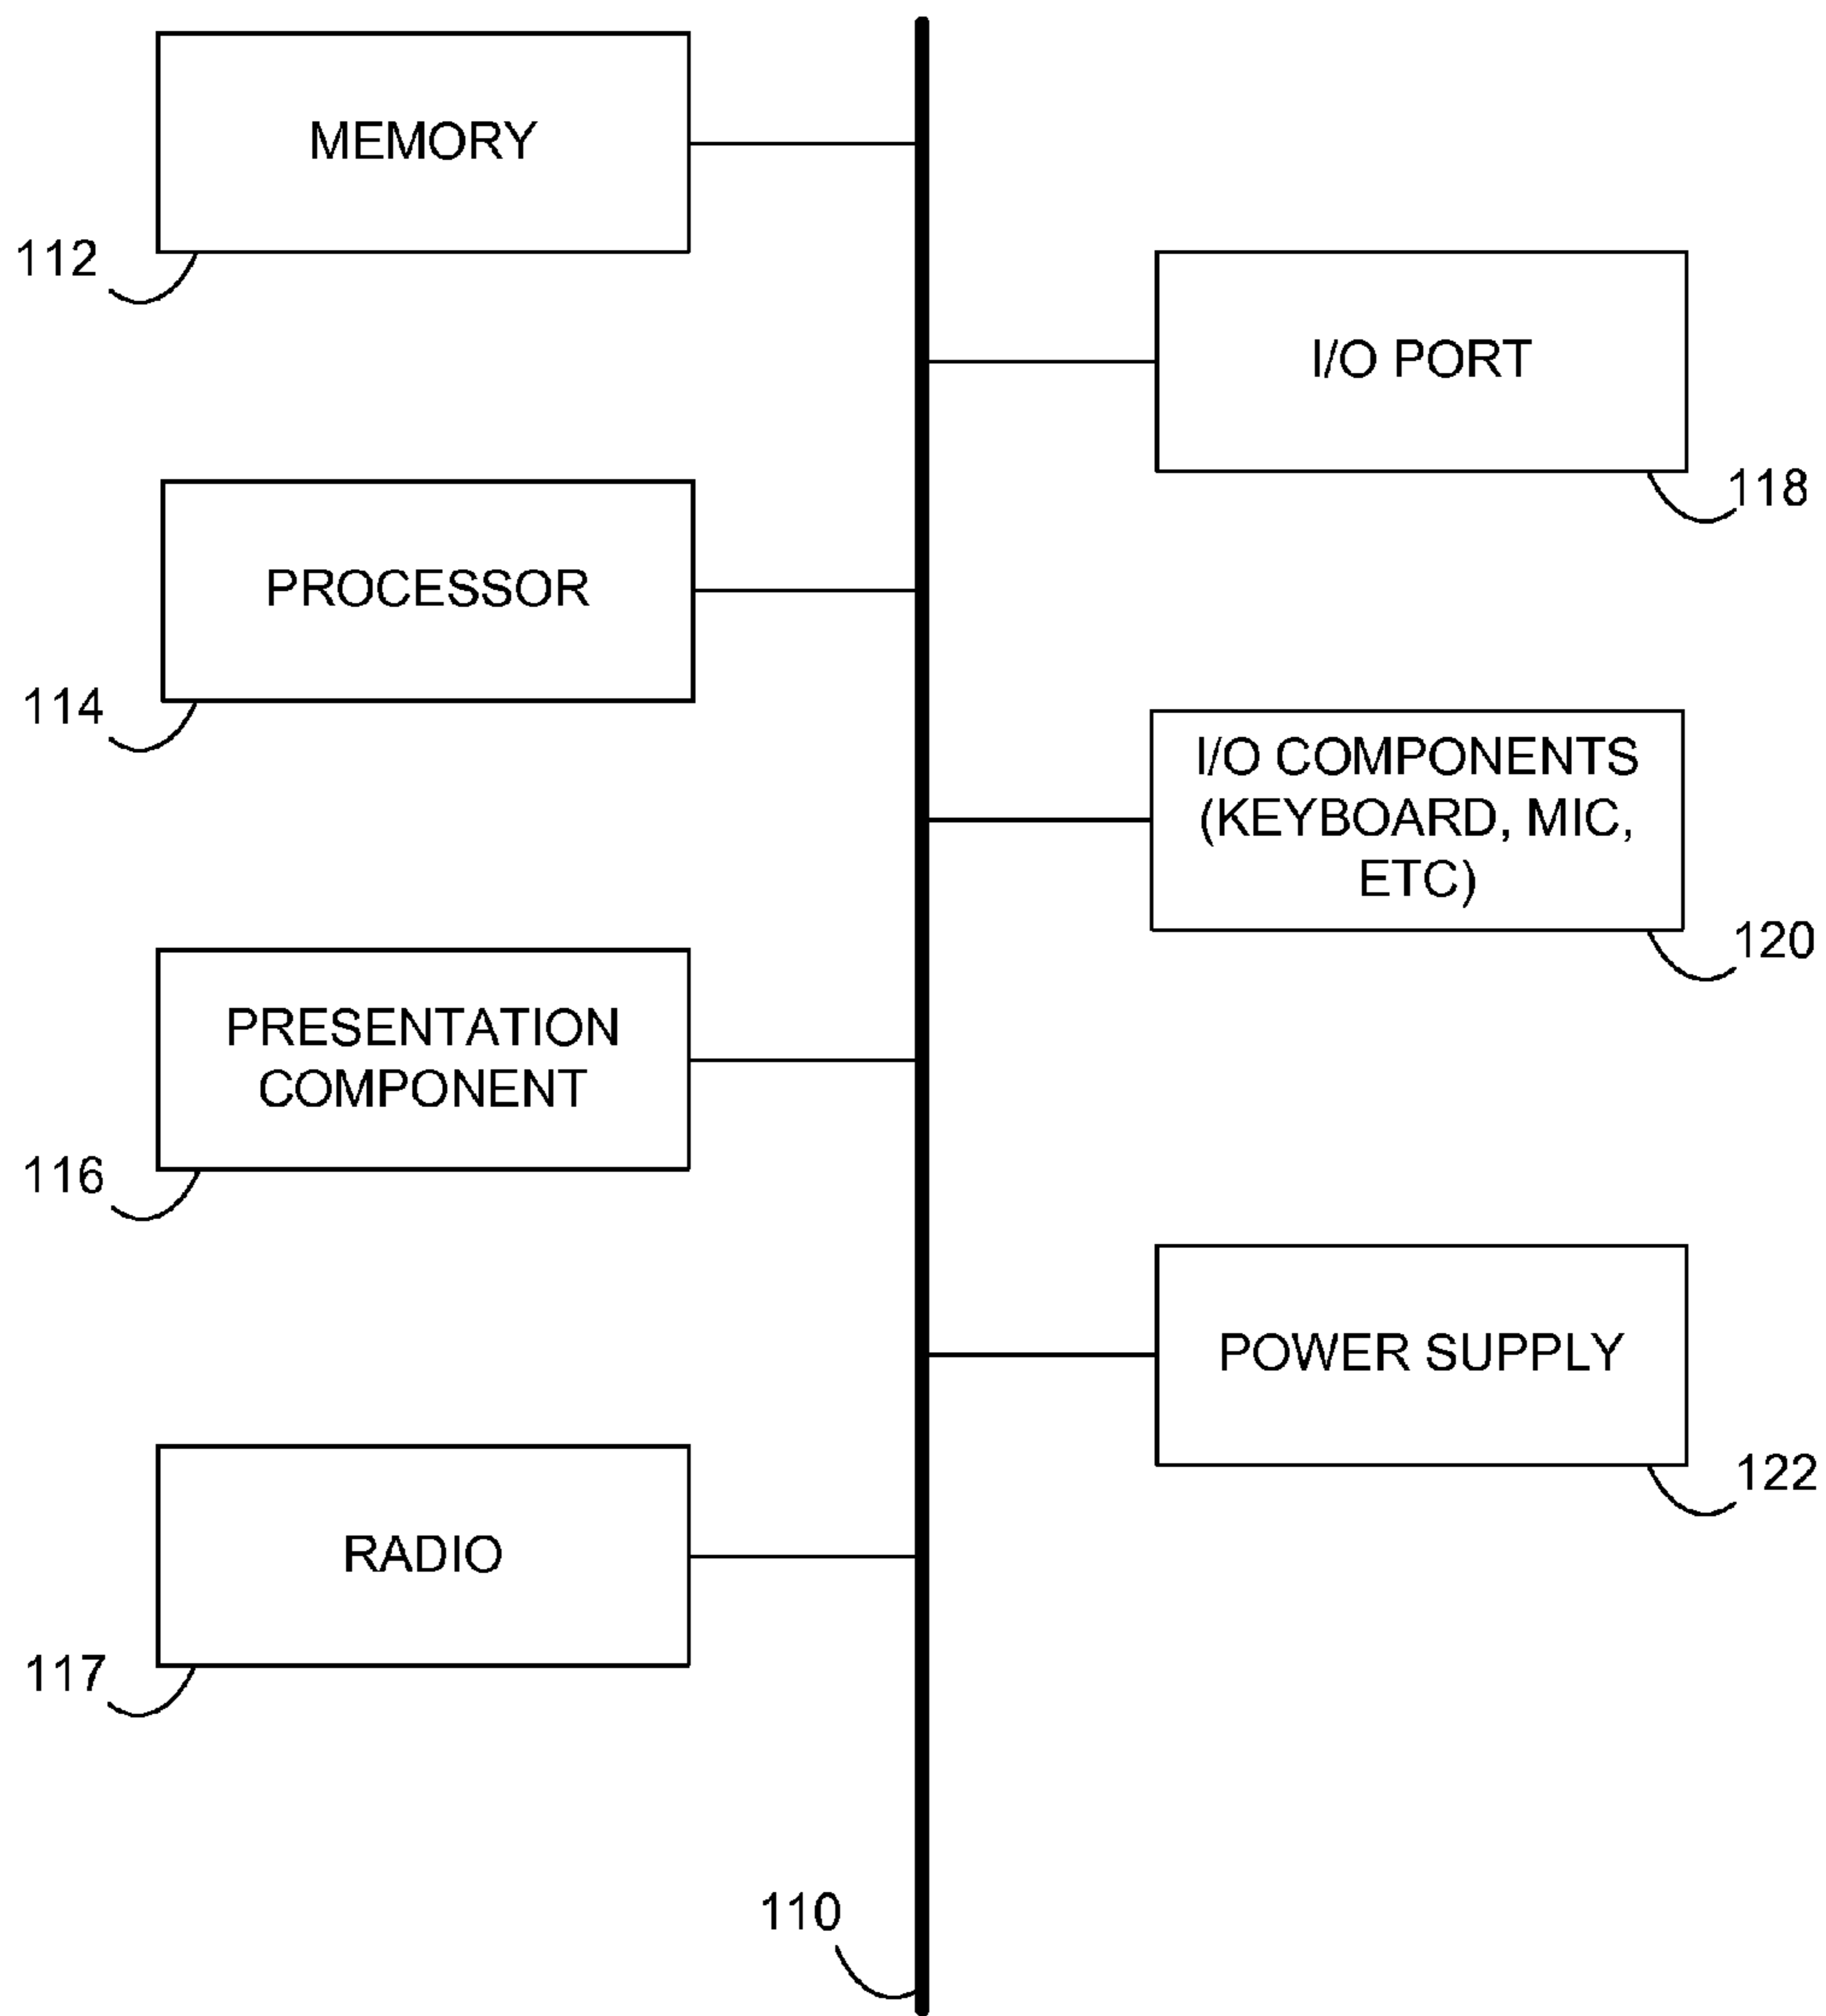 MEMORY
112
I/O PORT
118
PROCESSOR
114
I/O COMPONENTS
(KEYBOARD, MIC,
ETC)
120
PRESENTATION
COMPONENT
116
POWER SUPPLY
122
RADIO
117
110